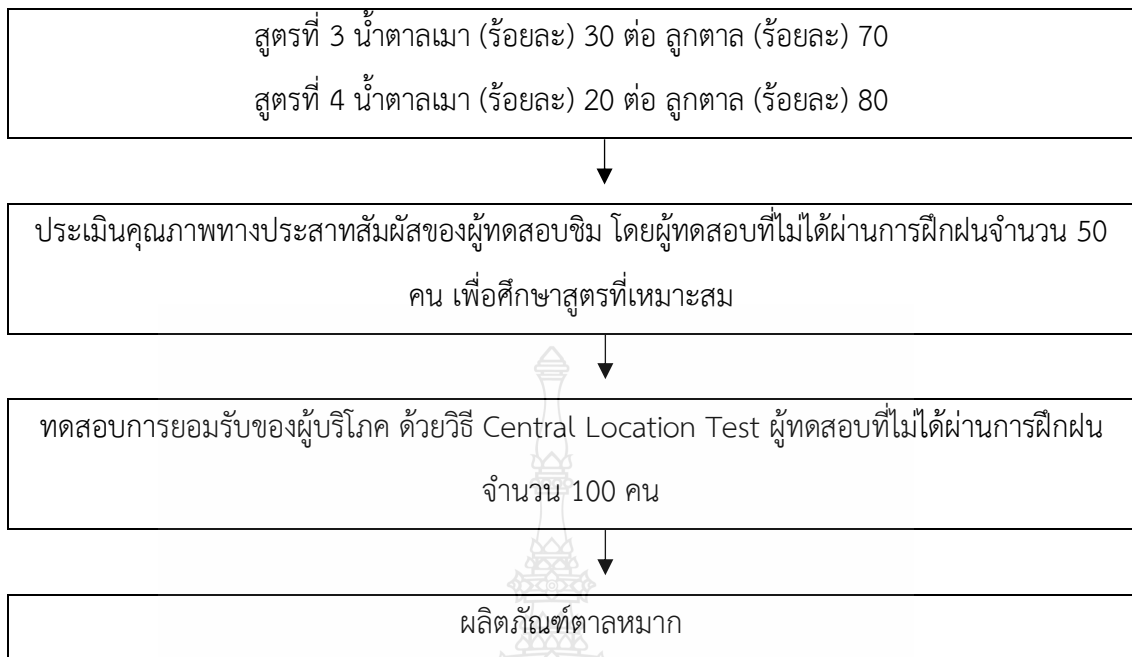 สูตรที่ 3 น้ำตาลเมา (ร้อยละ) 30 ต่อ ลูกตาล (ร้อยละ) 70
สูตรที่ 4 น้ำตาลเมา (ร้อยละ) 20 ต่อ ลูกตาล (ร้อยละ) 80
ประเมินคุณภาพทางประสาทสัมผัสของผู้ทดสอบชิม โดยผู้ทดสอบที่ไม่ได้ผ่านการฝึกฝนจำนวน 50
คน เพื่อศึกษาสูตรที่เหมาะสม
ทดสอบการยอมรับของผู้บริโภค ด้วยวิธี Central Location Test ผู้ทดสอบที่ไม่ได้ผ่านการฝึกฝน
จำนวน 100 คน
ผลิตภัณฑ์ตาลหมาก